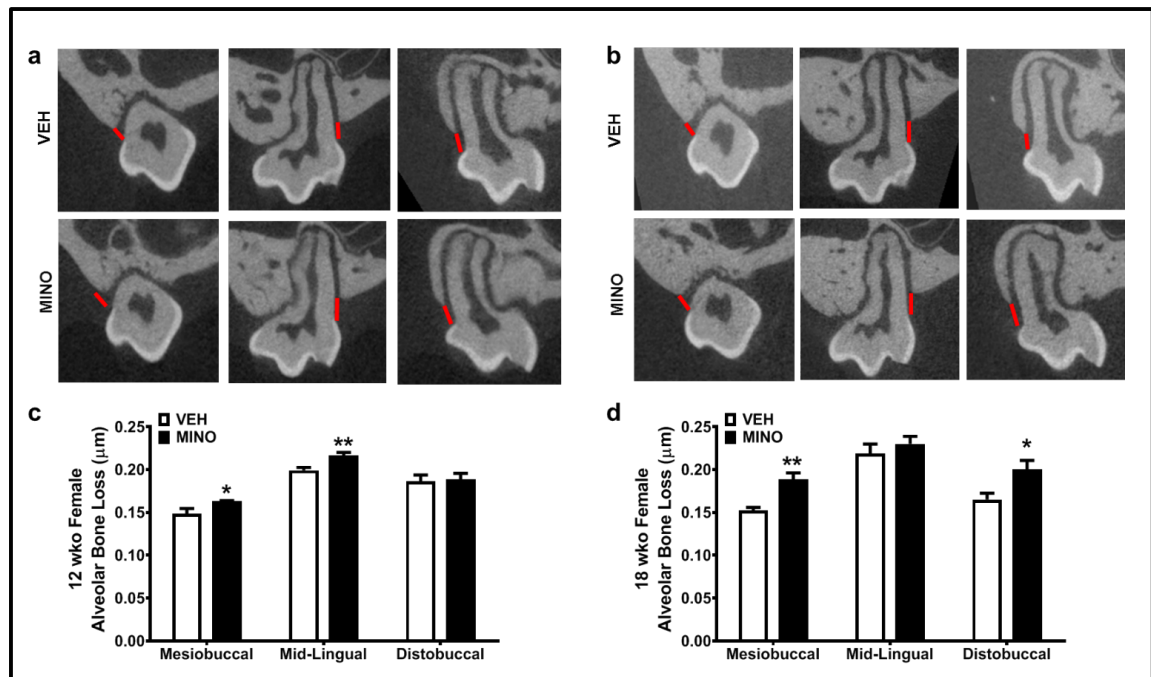 a
VEH
MINO
b
VEH
MINO
c
VEH
MINO
12 wko Female
Alveolar Bone Loss (μm)
0.25
0.20
0.15
0.10
0.05
0.00
*
**
Mesiobuccal Mid-Lingual Distobuccal
d
VEH
MINO
18 wko Female
Alveolar Bone Loss (μm)
0.25
0.20
0.15
0.10
0.05
0.00
**
*
Mesiobuccal Mid-Lingual Distobuccal